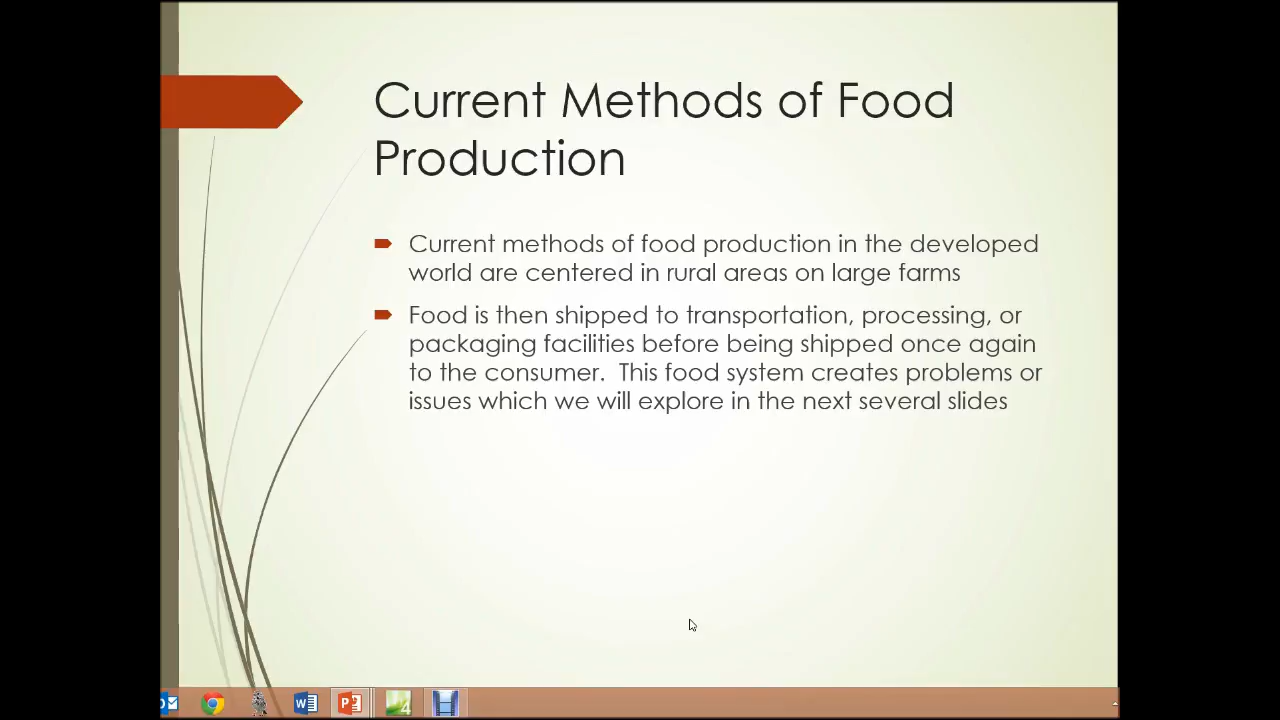 Current Methods of Food
Production
Current methods of food production in the developed
world are centered in rural areas on large farms
Food is then shipped to transportation, processing, or
packaging facilities before being shipped once again
to the consumer.  This food system creates problems or
issues which we will explore in the next several slides